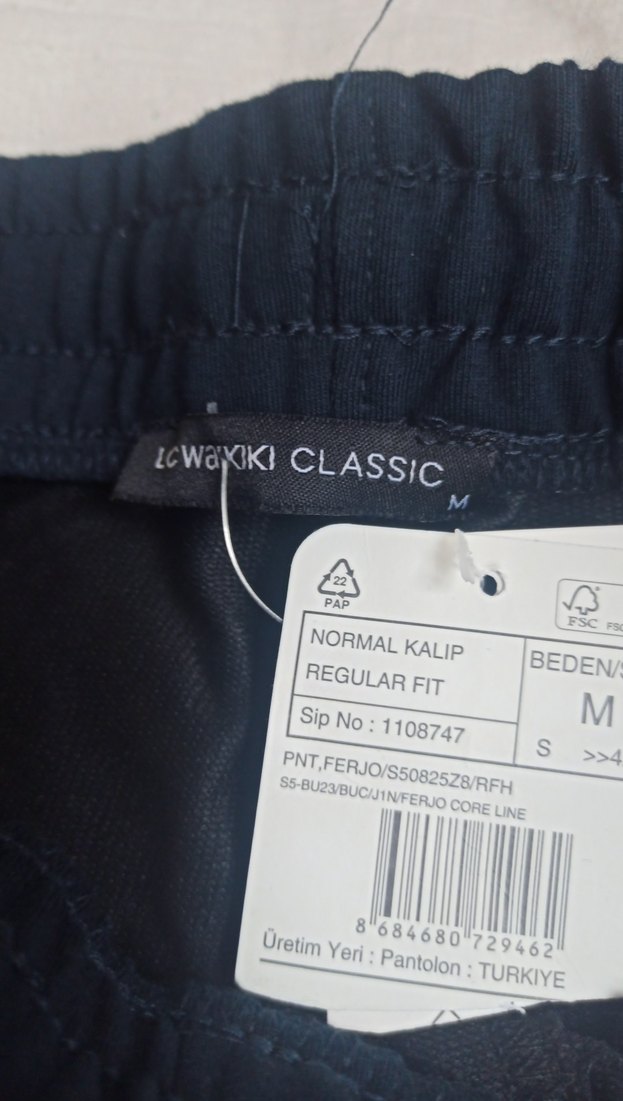 LC WAIKIKI CLASSIC
M
22
PAP
FSC
NORMAL KALIP
REGULAR FIT
BEDEN/S
M
Sip No : 1108747
S >>4
PNT,FERJO/S50825Z8/RFH
S5-BU23/BUC/J1N/FERJO CORE LINE
8 684680 729462
Üretim Yeri : Pantolon : TURKIYE